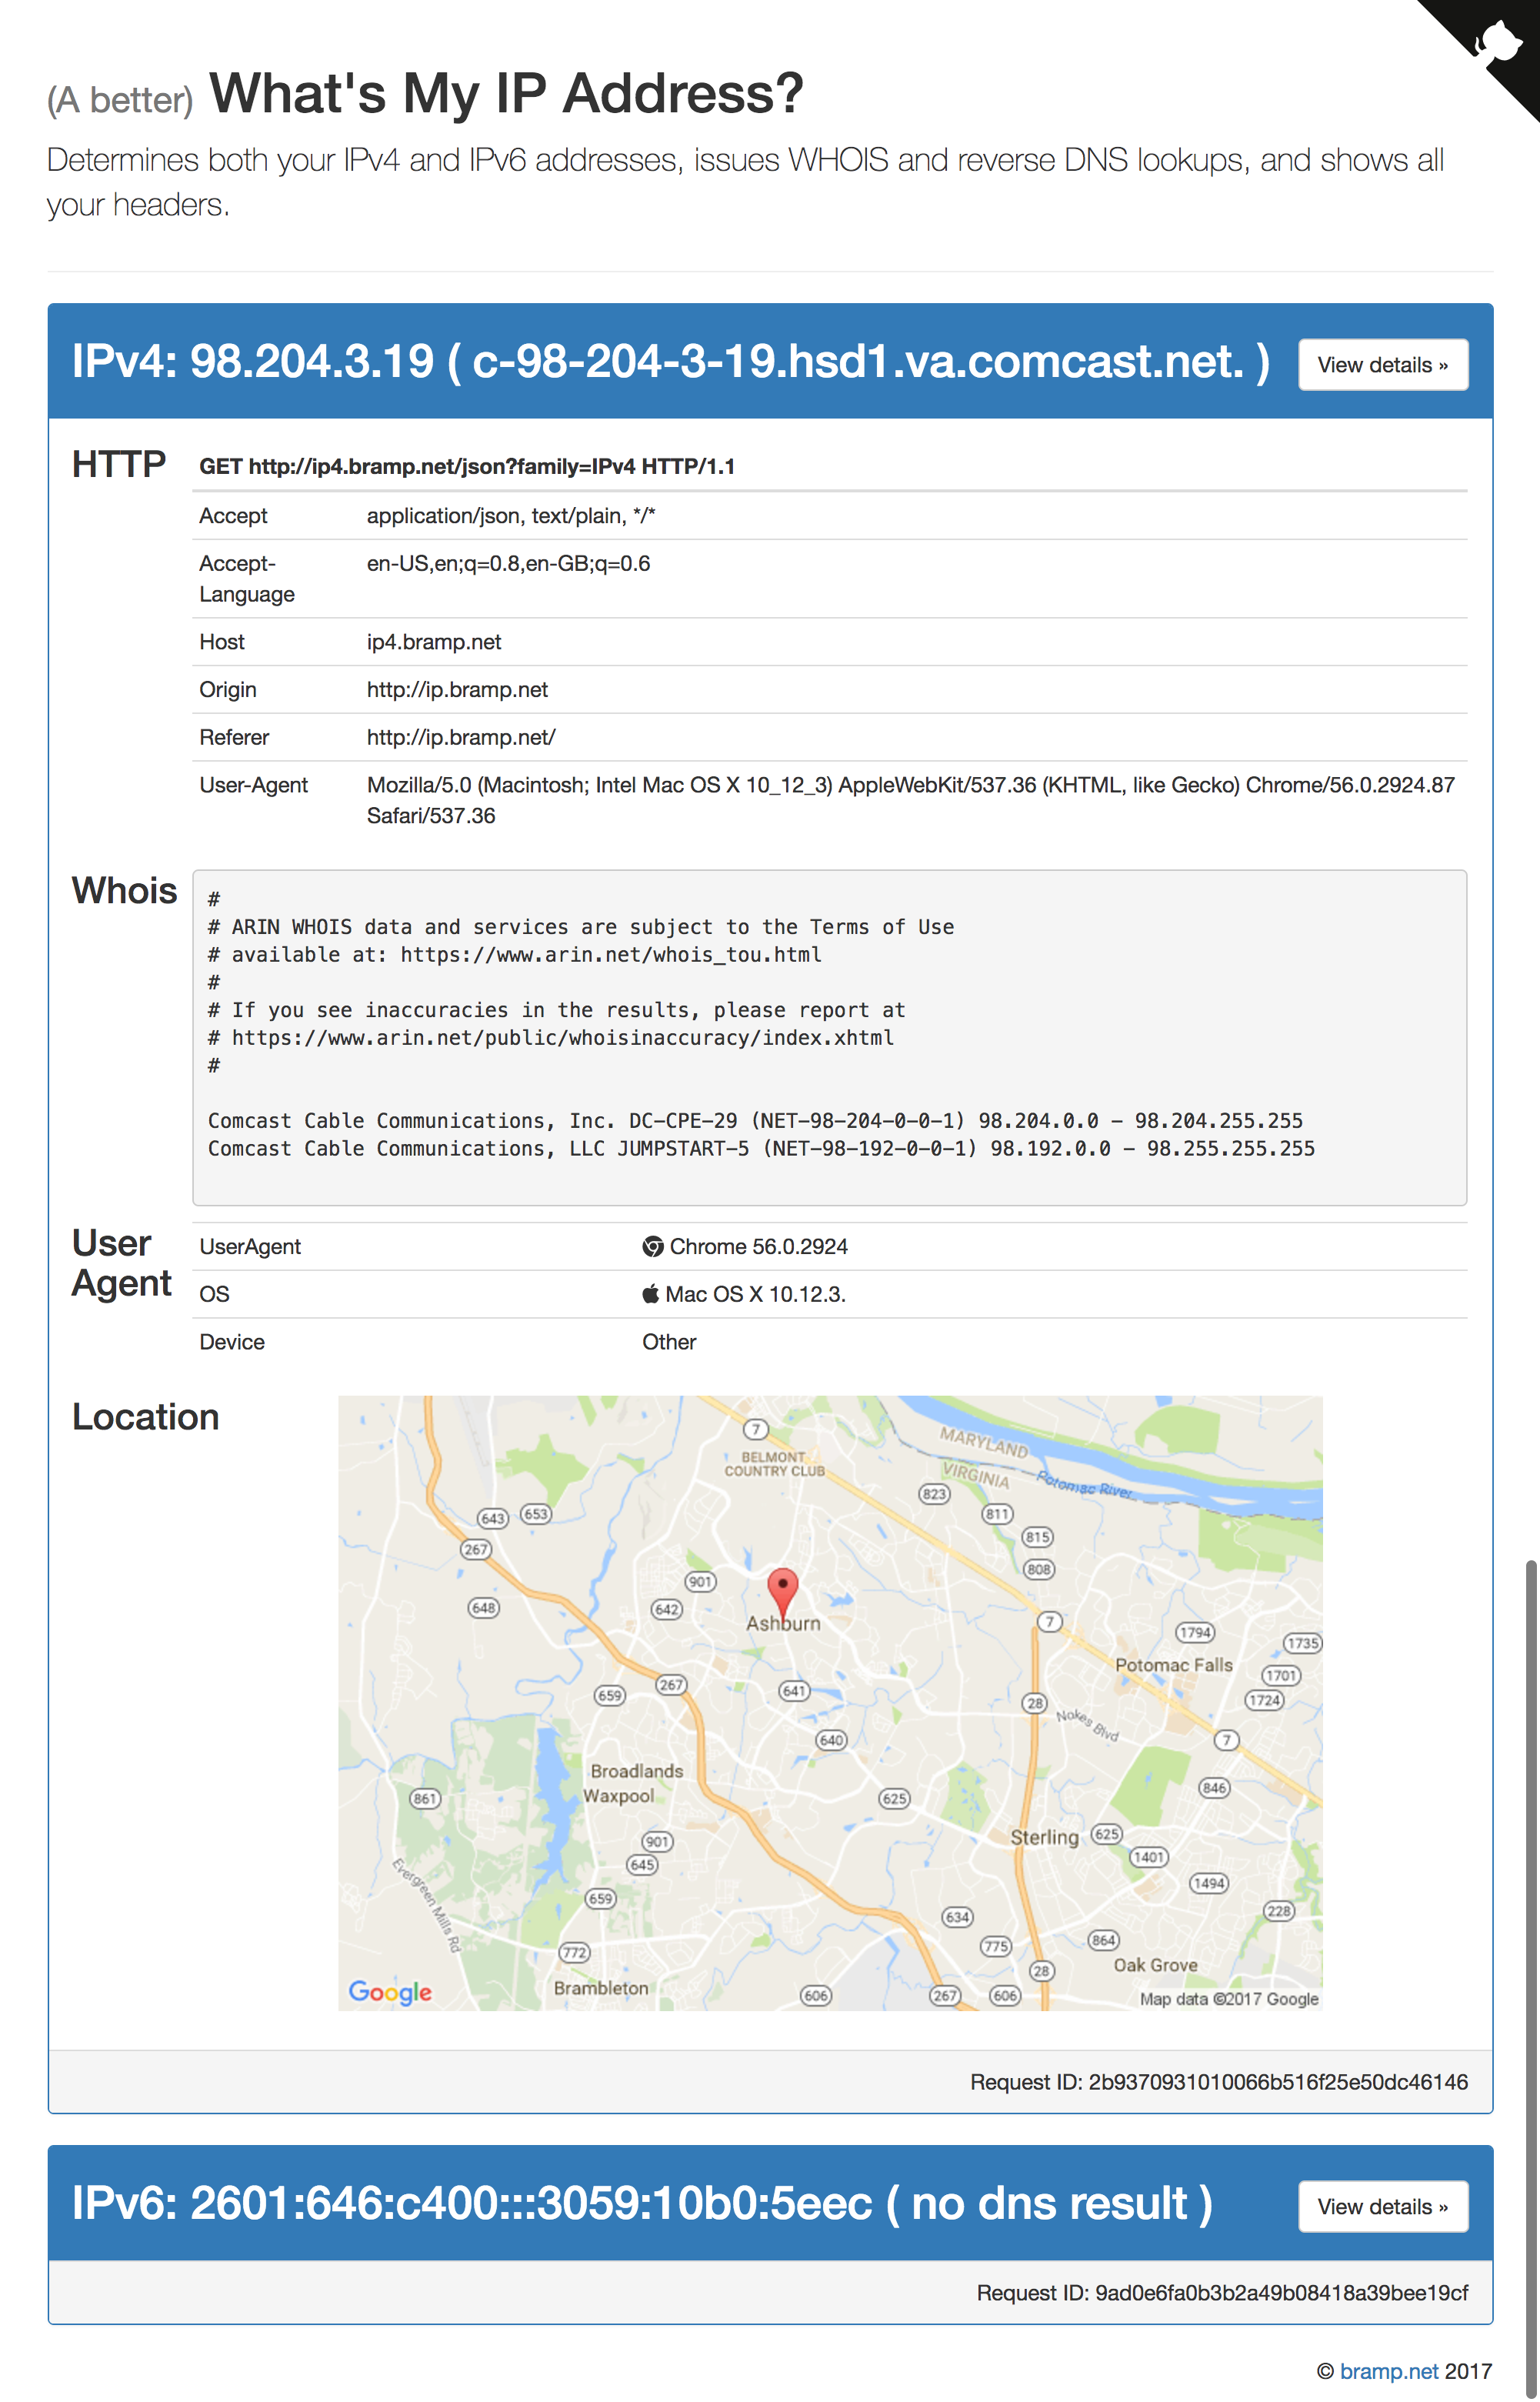 (A better) What's My IP Address?
Determines both your IPv4 and IPv6 addresses, issues WHOIS and reverse DNS lookups, and shows all
your headers.
IPv4: 98.204.3.19 ( c-98-204-3-19.hsd1.va.comcast.net. )
View details »
HTTP
GET http://ip4.bramp.net/json?family=IPv4 HTTP/1.1
Accept application/json, text/plain, */*
Accept-
Language en-US,en;q=0.8,en-GB;q=0.6
Host ip4.bramp.net
Origin http://ip.bramp.net
Referer http://ip.bramp.net/
User-Agent Mozilla/5.0 (Macintosh; Intel Mac OS X 10_12_3) AppleWebKit/537.36 (KHTML, like Gecko) Chrome/56.0.2924.87
Safari/537.36
Whois
#
# ARIN WHOIS data and services are subject to the Terms of Use
# available at: https://www.arin.net/whois_tou.html
#
# If you see inaccuracies in the results, please report at
# https://www.arin.net/public/whoisinaccuracy/index.xhtml
#
Comcast Cable Communications, Inc. DC-CPE-29 (NET-98-204-0-0-1) 98.204.0.0 - 98.204.255.255
Comcast Cable Communications, LLC JUMPSTART-5 (NET-98-192-0-0-1) 98.192.0.0 - 98.255.255.255
User
Agent
UserAgent Chrome 56.0.2924
OS Mac OS X 10.12.3.
Device Other
Location
7
BELMONT
COUNTRY CLUB
MARYLAND
VIRGINIA
Potomac River
823
811
643
653
815
267
808
901
648
642
Ashburn
7
1794
1735
Potomac Falls
1701
267
659
641
1724
28
Nokes Blvd
640
7
Broadlands
846
Waxpool
861
625
Sterling
625
901
1401
645
1494
Evergreen Mills Rd
659
228
634
864
775
772
Oak Grove
28
Brambleton
606
267
606
Google
Map data ©2017 Google
Request ID: 2b9370931010066b516f25e50dc46146
IPv6: 2601:646:c400:::3059:10b0:5eec ( no dns result )
View details »
Request ID: 9ad0e6fa0b3b2a49b08418a39bee19cf
© bramp.net 2017